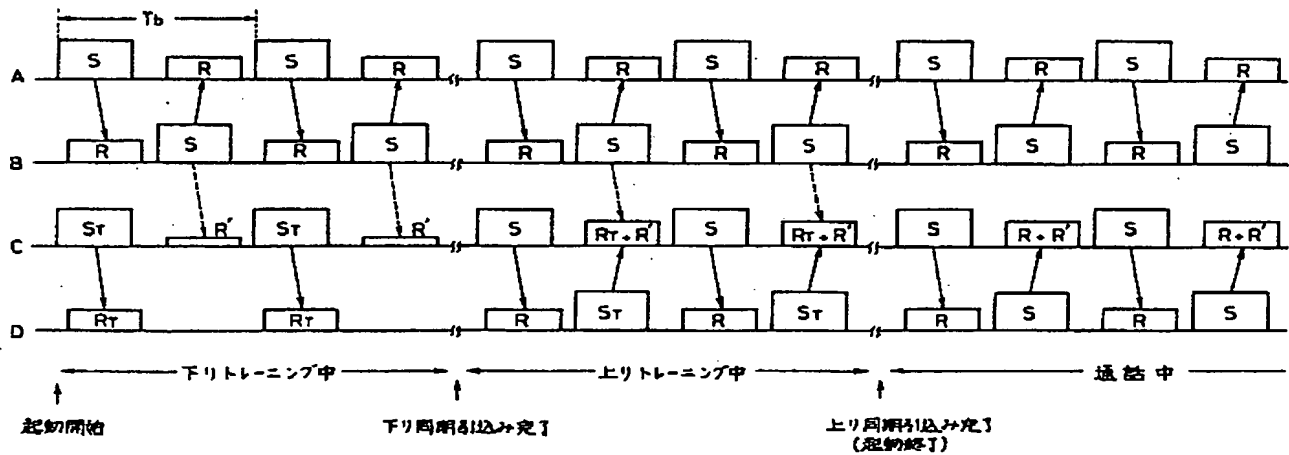 Tb
A S R S R S R S R S R S R
B R S R S R S R S R S R S
C ST R' ST R' S RT+R' S RT+R' S R+R' S R+R'
D RT RT R ST R ST R S R S
下りトレーニング中 上りトレーニング中 通話中
起動開始 下り同期引込み完了 上り同期引込み完了
(起動終了)